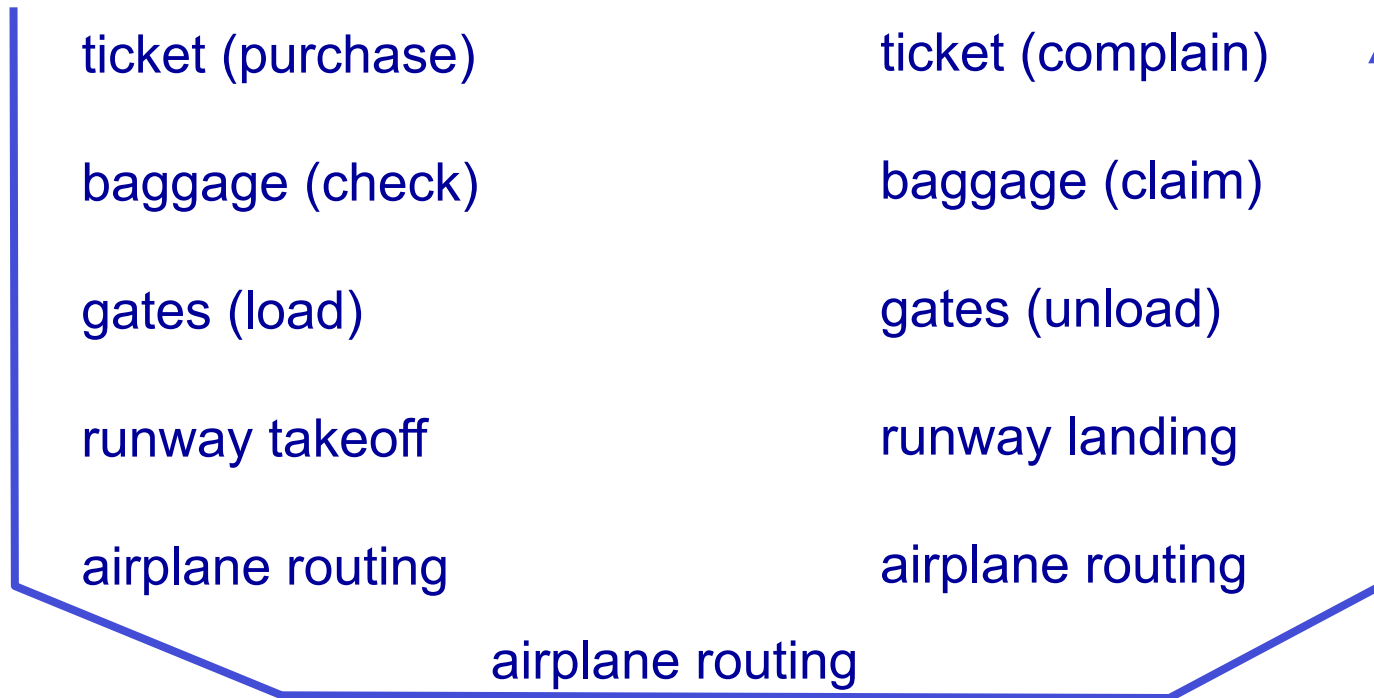 ticket (purchase)
baggage (check)
gates (load)
runway takeoff
airplane routing
ticket (complain)
baggage (claim)
gates (unload)
runway landing
airplane routing
airplane routing